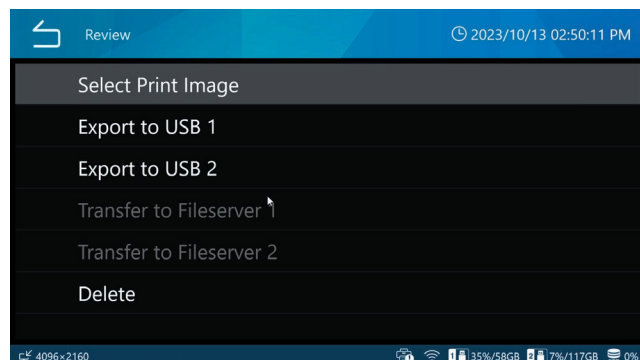 Review
2023/10/13 02:50:11 PM
Select Print Image
Export to USB 1
Export to USB 2
Transfer to Fileserver 1
Transfer to Fileserver 2
Delete
4096×2160
1 35%/58GB 2 7%/117GB 0%